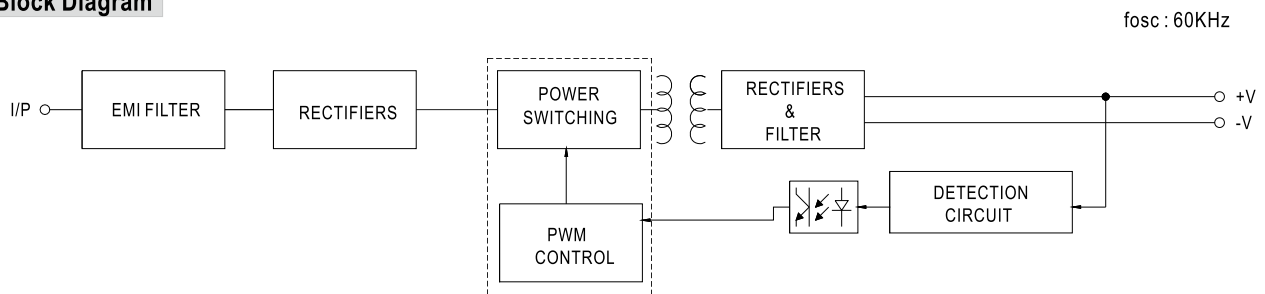 Block Diagram
fosc : 60KHz
I/P
EMI FILTER
RECTIFIERS
POWER
SWITCHING
RECTIFIERS
&
FILTER
+V
-V
DETECTION
CIRCUIT
PWM
CONTROL